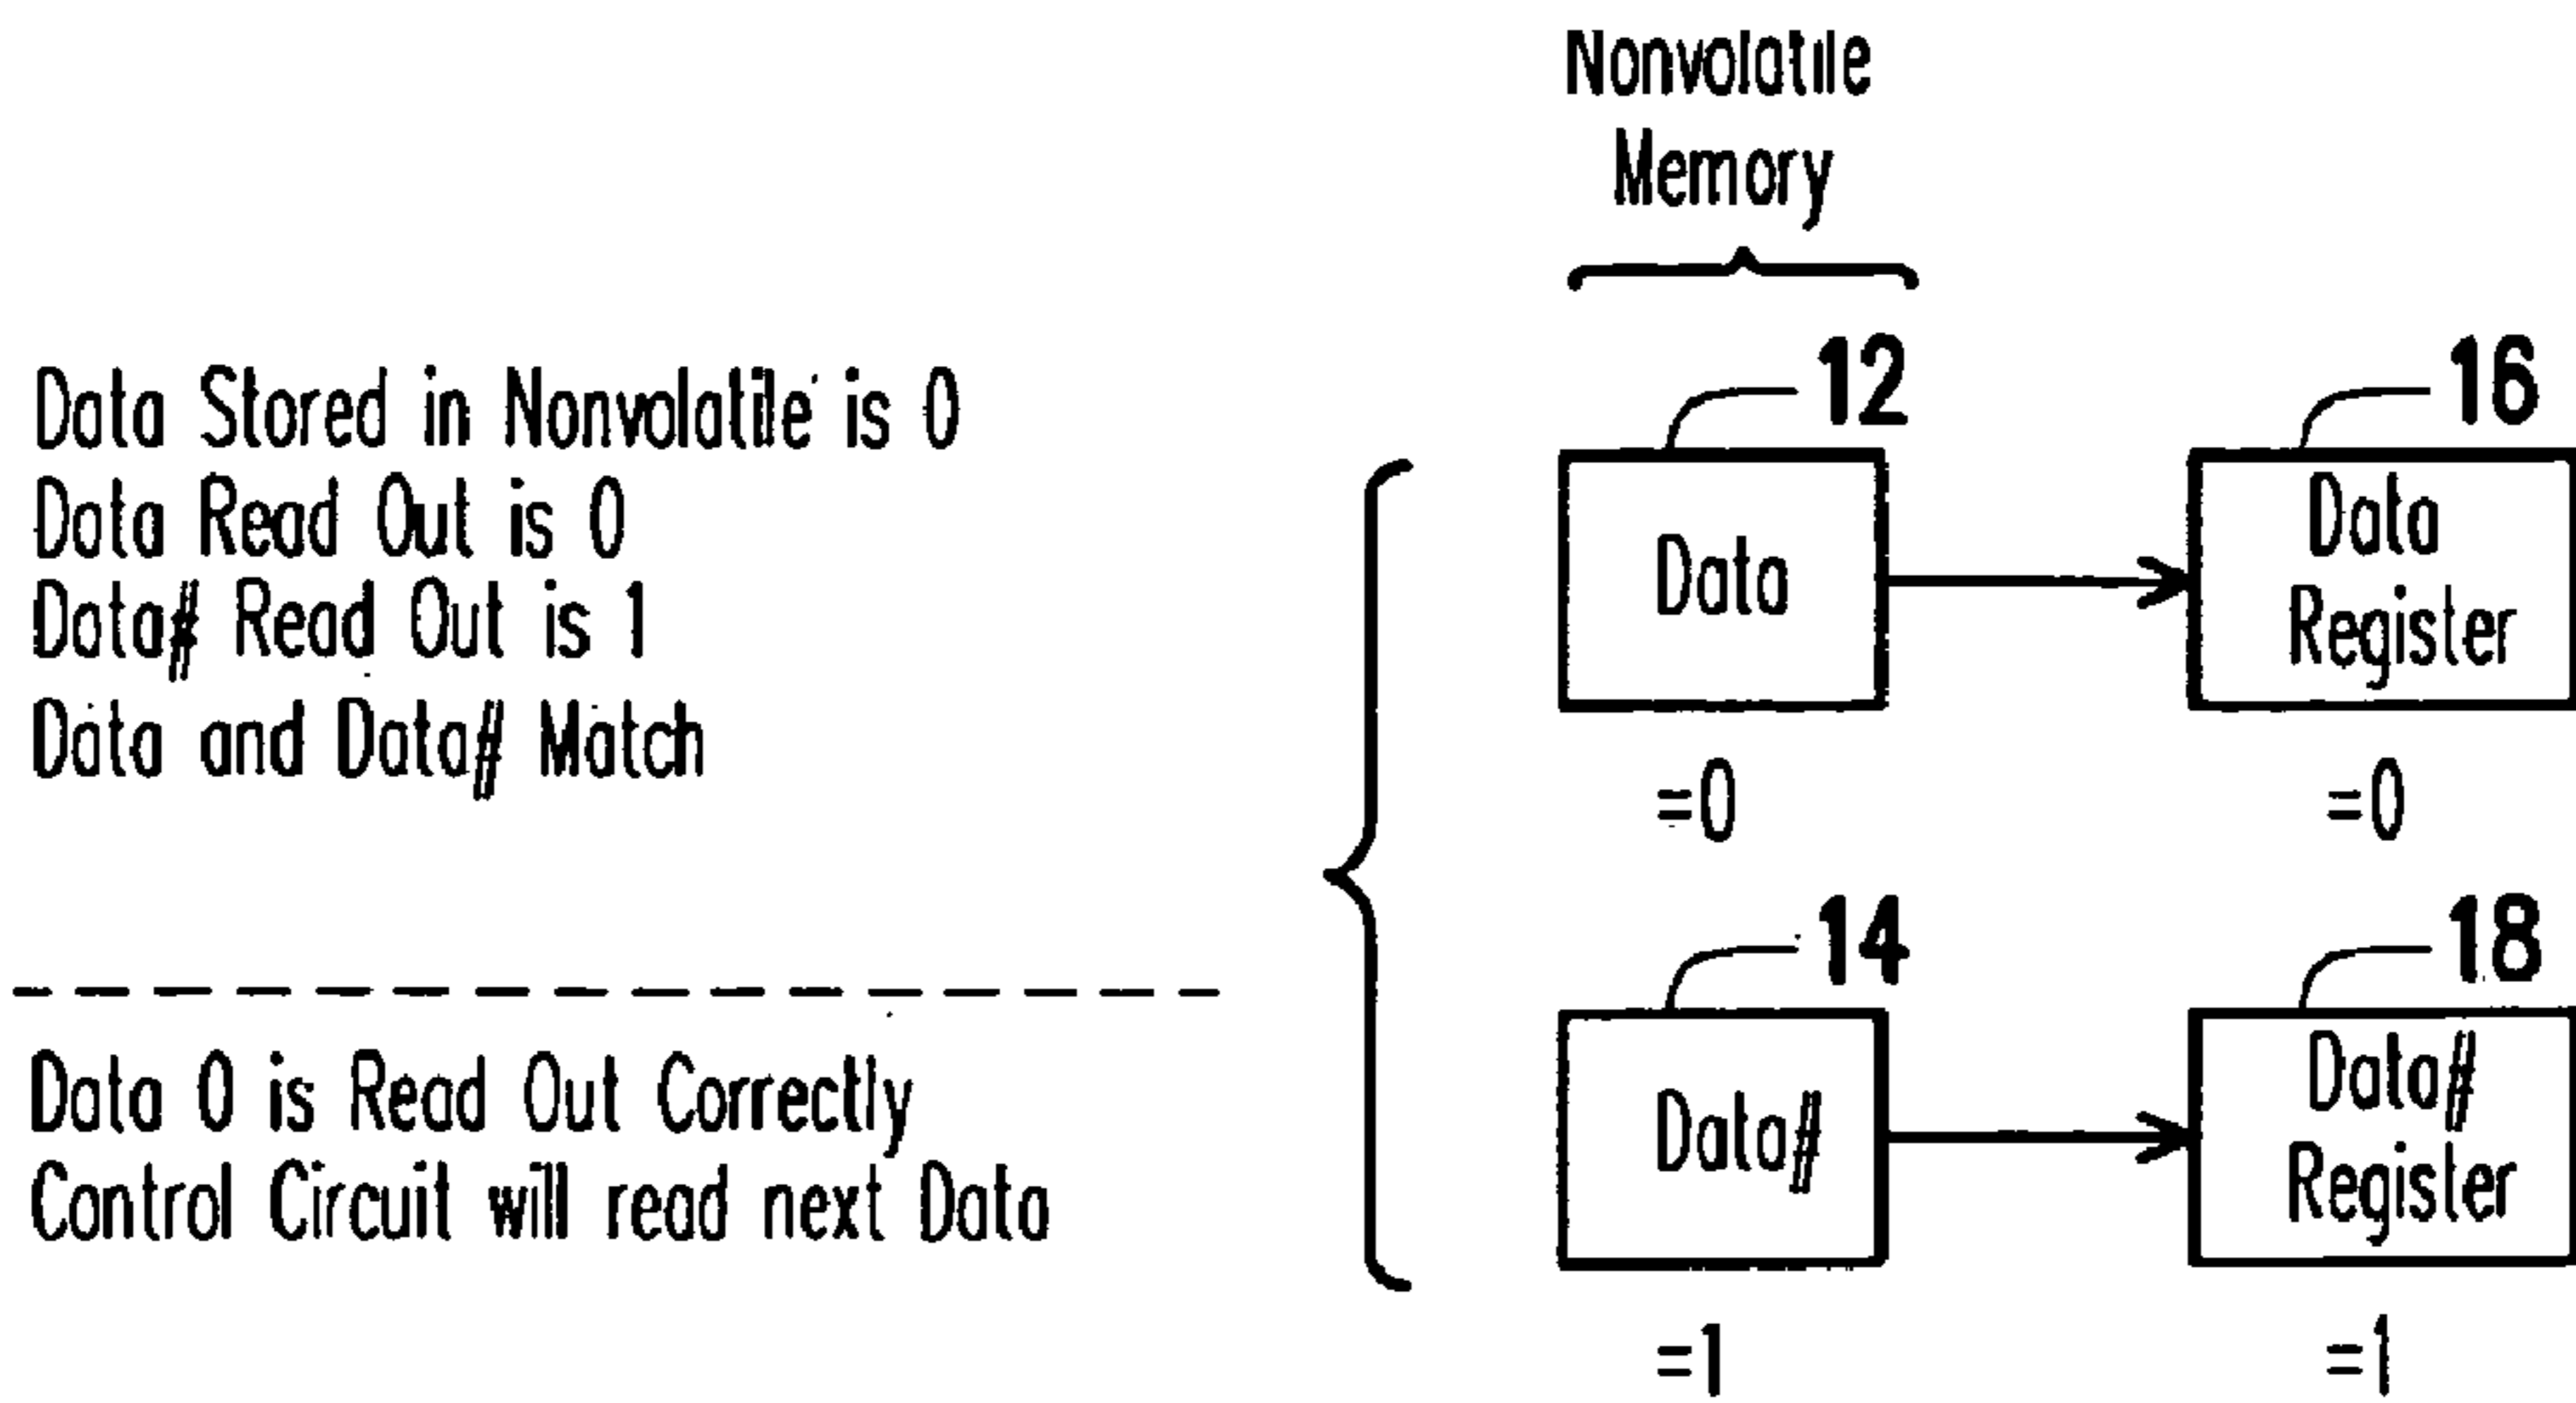 Nonvolatile
Memory
Data Stored in Nonvolatile is 0
Data Read Out is 0
Data# Read Out is 1
Data and Data# Match
Data 0 is Read Out Correctly
Control Circuit will read next Data
12
Data
=0
16
Data
Register
=0
14
Data#
=1
18
Data#
Register
=1